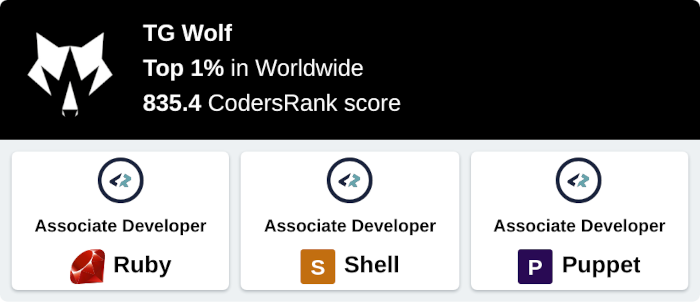 TG Wolf
Top 1% in Worldwide
835.4 CodersRank score
Associate Developer
Ruby
Associate Developer
S Shell
Associate Developer
P Puppet